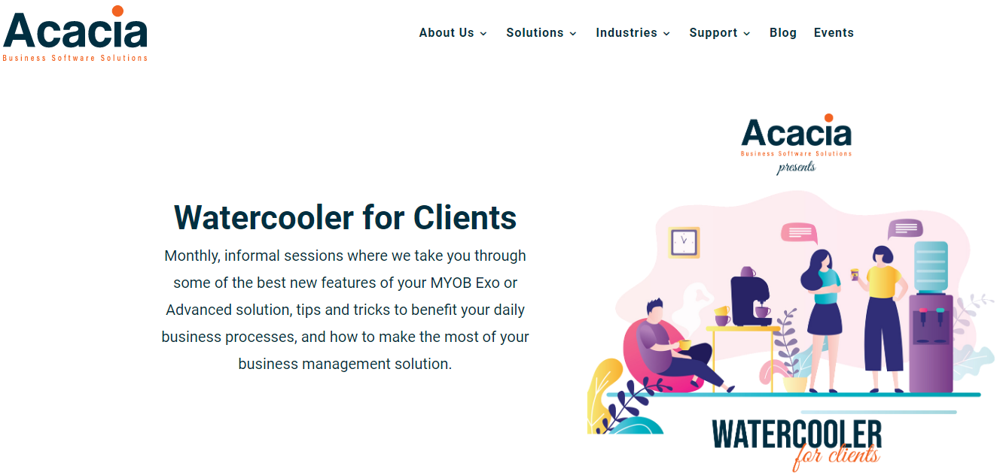 Acacia
Business Software Solutions
About Us
Solutions
Industries
Support
Blog
Events
Acacia
Business Software Solutions
presents
Watercooler for Clients
Monthly, informal sessions where we take you through
some of the best new features of your MYOB Exo or
Advanced solution, tips and tricks to benefit your daily
business processes, and how to make the most of your
business management solution.
WATERCOOLER
for clients